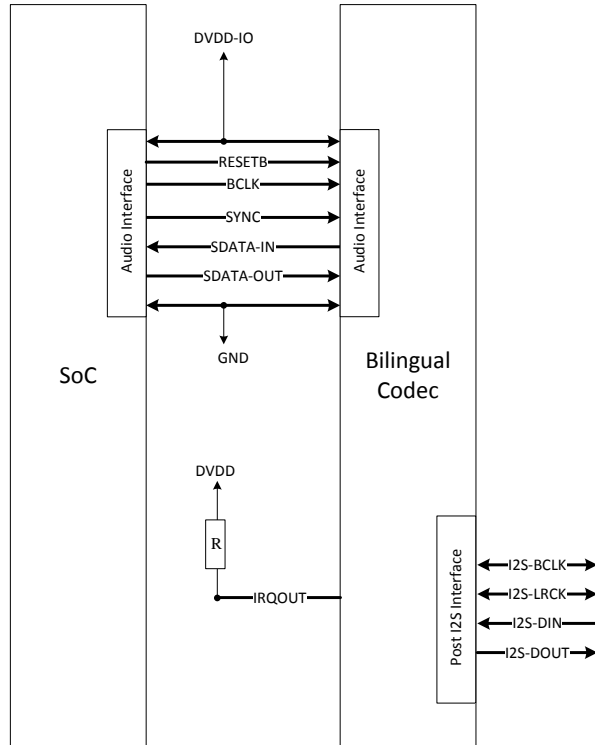 DVDD-IO
RESETB
BCLK
SYNC
SDATA-IN
SDATA-OUT
GND
Audio Interface
Audio Interface
SoC
Bilingual
Codec
DVDD
R
IRQOUT
Post I2S Interface
I2S-BCLK
I2S-LRCK
I2S-DIN
I2S-DOUT